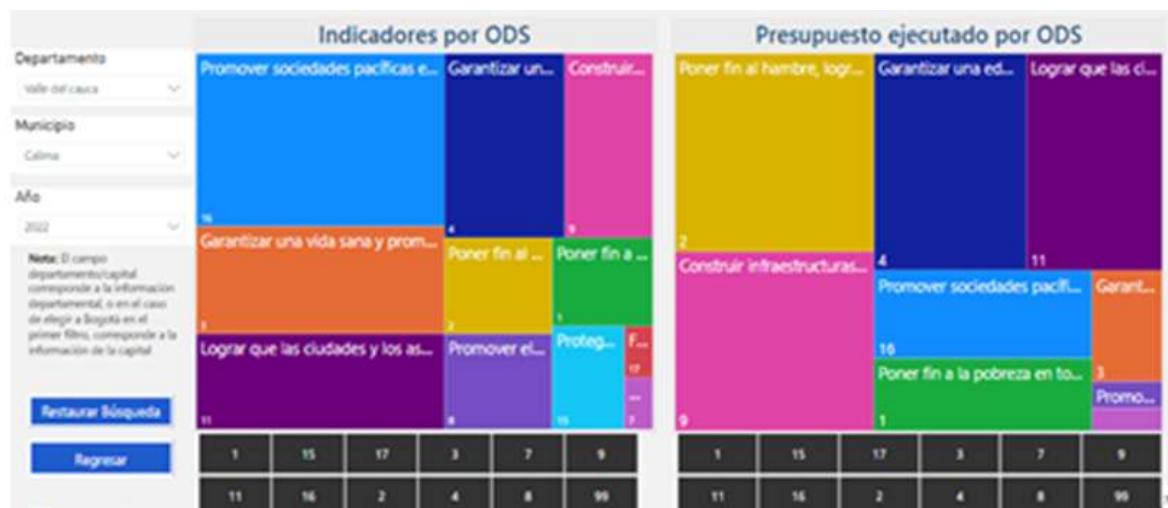 Indicadores por ODS
Presupuesto ejecutado por ODS
Departamento
Valle del cauca
Municipio
Calima
Año
2022
Nota: El campo
departamento/capital
corresponde a la información
departamental, o en el caso
de elegir a Bogotá en el
primer filtro, corresponde a la
información de la capital
Restaurar Búsqueda
Regresar
Promover sociedades pacíficas e...
16
Garantizar un...
4
Construir...
9
Garantizar una vida sana y prom...
3
Poner fin al ...
2
Poner fin a ...
1
Lograr que las ciudades y los as...
11
Promover el...
8
Proteg...
15
F...
17
...
7
1 15 17 3 7 9
11 16 2 4 8 99
Poner fin al hambre, logr...
2
Garantizar una ed...
4
Lograr que las ci...
11
Construir infraestructuras...
9
Promover sociedades pacífi...
16
Garant...
3
Poner fin a la pobreza en to...
1
Promo...
1 15 17 3 7 9
11 16 2 4 8 99